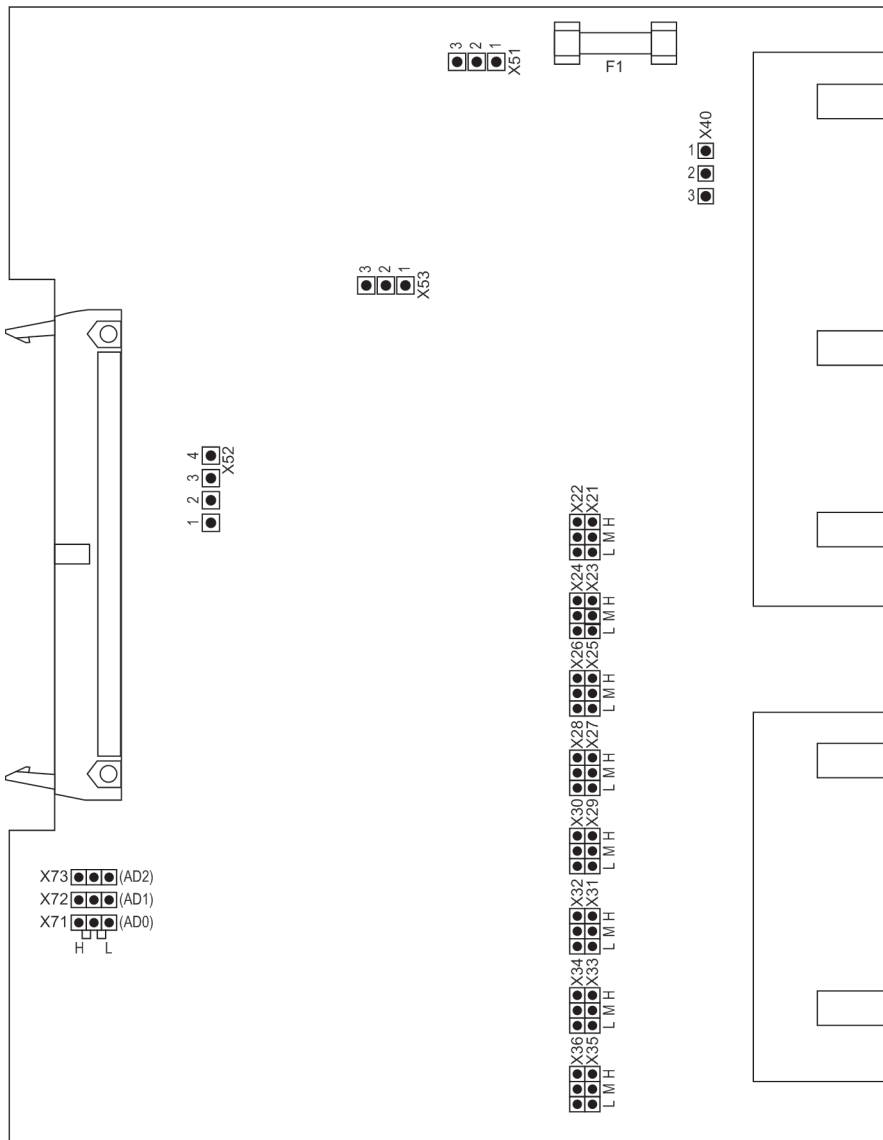 3 2 1
X51
F1
X40
1
2
3
3 2 1
X53
4
3
2
1
X52
X22 X21
H
M
L
X24 X23
H
M
L
X26 X25
H
M
L
X28 X27
H
M
L
X30 X29
H
M
L
X32 X31
H
M
L
X34 X33
H
M
L
X36 X35
H
M
L
X73 (AD2)
X72 (AD1)
X71 (AD0)
H L